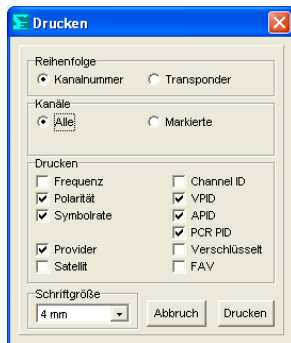 Drucken
Reihenfolge
Kanalnummer Transponder
Kanäle
Alle Markierte
Drucken
Frequenz Channel ID
Polarität VPID
Symbolrate APID
PCR PID
Provider Verschlüsselt
Satellit FAV
Schriftgröße
4 mm Abbruch Drucken